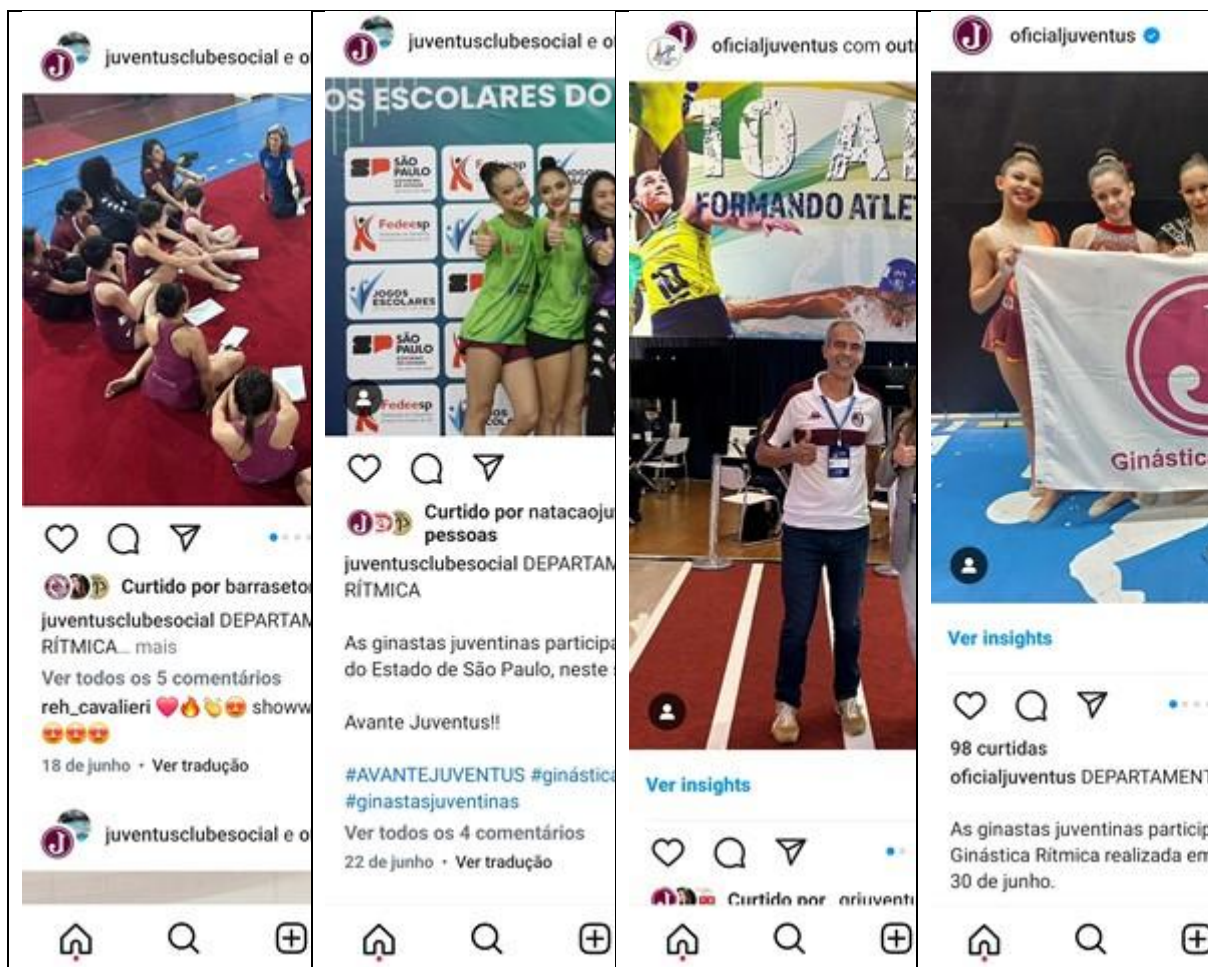 juventusclubesocial e o
J
Curtido por barraseto
juventusclubesocial DEPARTAM
RÍTMICA... mais
Ver todos os 5 comentários
reh_cavalieri ❤️🔥👏😍 showw
😍😍😍
18 de junho • Ver tradução
juventusclubesocial e o
J
juventusclubesocial e o
J
OS ESCOLARES DO
SÃO PAULO
Fedeesp
JOGOS ESCOLARES
SÃO PAULO
Fedeesp
Curtido por natacaoju
pessoas
juventusclubesocial DEPARTAM
RÍTMICA
As ginastas juventinas participa
do Estado de São Paulo, neste
Avante Juventus!!
#AVANTEJUVENTUS #ginástica
#ginastasjuventinas
Ver todos os 4 comentários
22 de junho • Ver tradução
oficialjuventus com out
J
10 A
FORMANDO ATLE
10
Ver insights
Curtido por griuventu
J
oficialjuventus
J
Ginástic
Ver insights
98 curtidas
oficialjuventus DEPARTAMENT
As ginastas juventinas particip
Ginástica Rítmica realizada em
30 de junho.